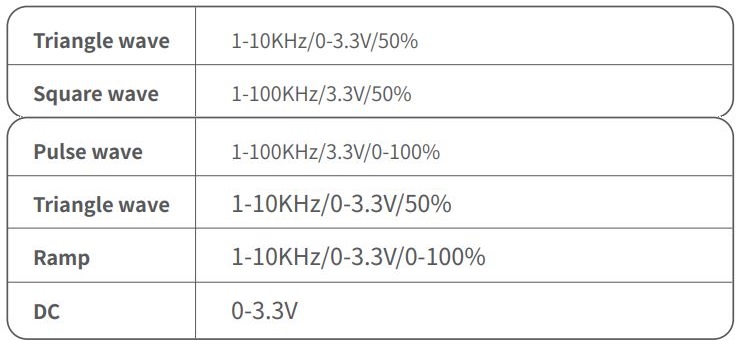 Triangle wave 1-10KHz/0-3.3V/50%
Square wave 1-100KHz/3.3V/50%
Pulse wave 1-100KHz/3.3V/0-100%
Triangle wave 1-10KHz/0-3.3V/50%
Ramp 1-10KHz/0-3.3V/0-100%
DC 0-3.3V